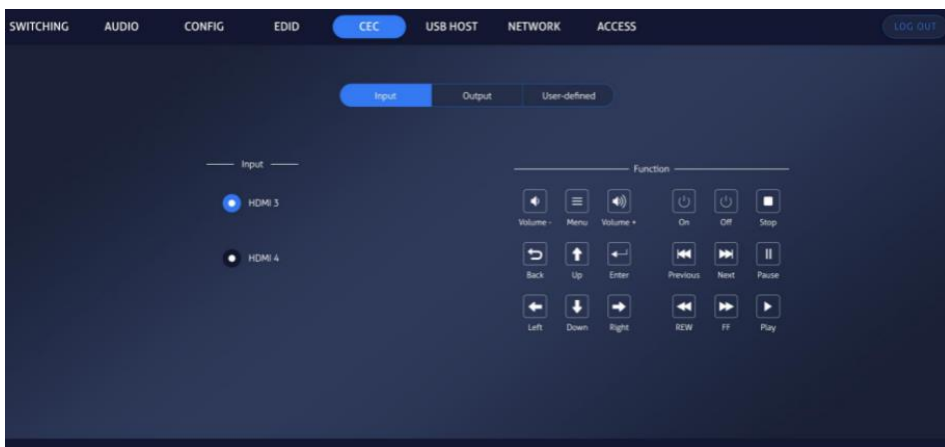 SWITCHING AUDIO CONFIG EDID CEC USB HOST NETWORK ACCESS LOG OUT
Input Output User-defined
Input
HDMI 3
HDMI 4
Function
Volume - Menu Volume + On Off Stop
Back Up Enter Previous Next Pause
Left Down Right REW FF Play